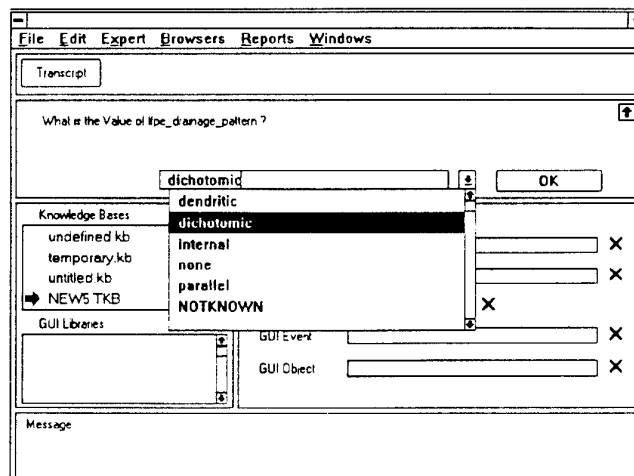 File Edit Expert Browsers Reports Windows
Transcript
What is the Value of lfpe_drainage_pattern ?
dichotomic OK
dendritic
dichotomic
internal
none
parallel
NOTKNOWN
Knowledge Bases
undefined.kb
temporary.kb
untitled.kb
NEW5 TKB
GUI Libraries
GUI Event
GUI Object
Message